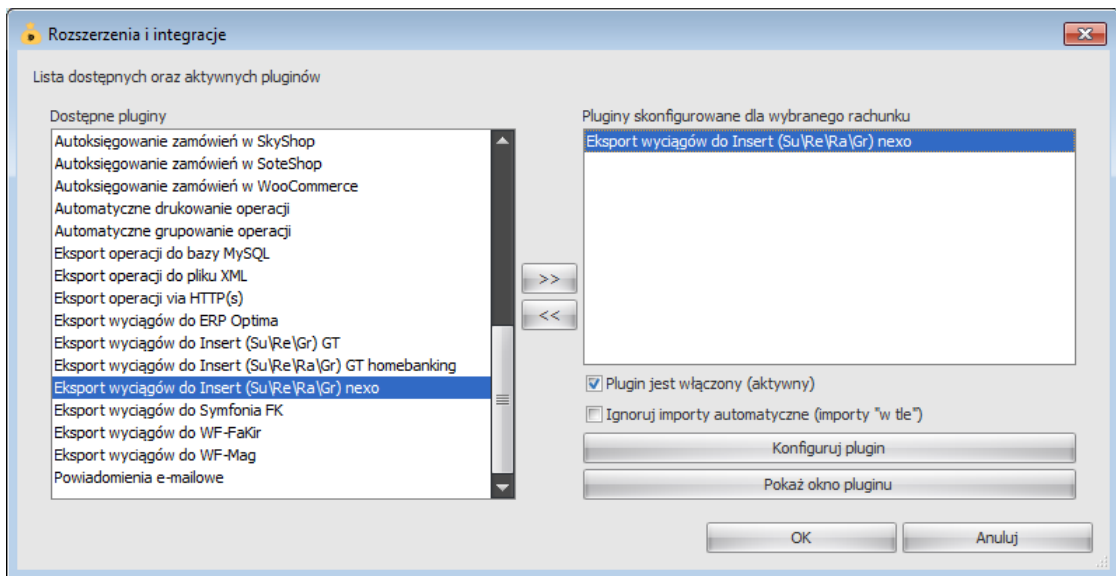 Rozszerzenia i integracje
Lista dostępnych oraz aktywnych pluginów
Dostępne pluginy
Autoksięgowanie zamówień w SkyShop
Autoksięgowanie zamówień w SoteShop
Autoksięgowanie zamówień w WooCommerce
Automatyczne drukowanie operacji
Automatyczne grupowanie operacji
Eksport operacji do bazy MySQL
Eksport operacji do pliku XML
Eksport operacji via HTTP(s)
Eksport wyciągów do ERP Optima
Eksport wyciągów do Insert (Su\Re\Gr) GT
Eksport wyciągów do Insert (Su\Re\Ra\Gr) GT homebanking
Eksport wyciągów do Insert (Su\Re\Ra\Gr) nexo
Eksport wyciągów do Symfonia FK
Eksport wyciągów do WF-FaKir
Eksport wyciągów do WF-Mag
Powiadomienia e-mailowe
>>
<<
Pluginy skonfigurowane dla wybranego rachunku
Eksport wyciągów do Insert (Su\Re\Ra\Gr) nexo
Plugin jest włączony (aktywny)
Ignoruj importy automatyczne (importy "w tle")
Konfiguruj plugin
Pokaż okno pluginu
OK
Anuluj